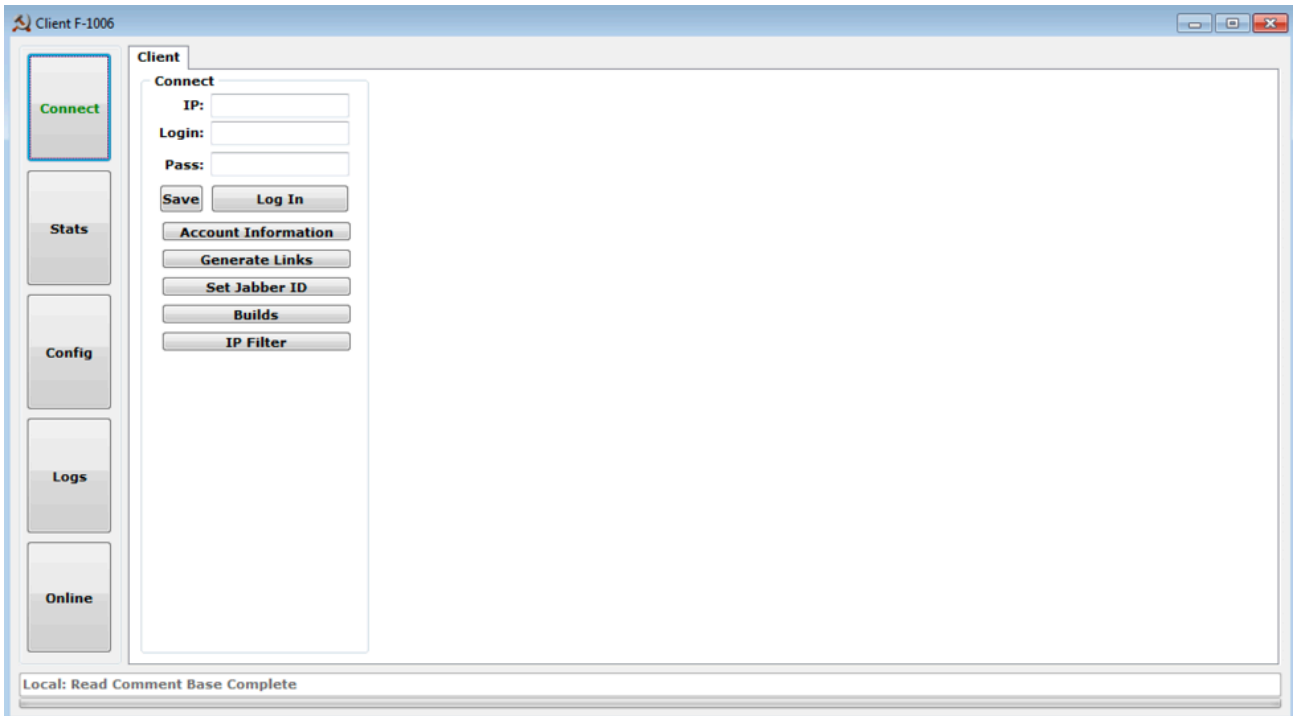 Client F-1006
Connect
Stats
Config
Logs
Online
Client
Connect
IP:
Login:
Pass:
Save Log In
Account Information
Generate Links
Set Jabber ID
Builds
IP Filter
Local: Read Comment Base Complete